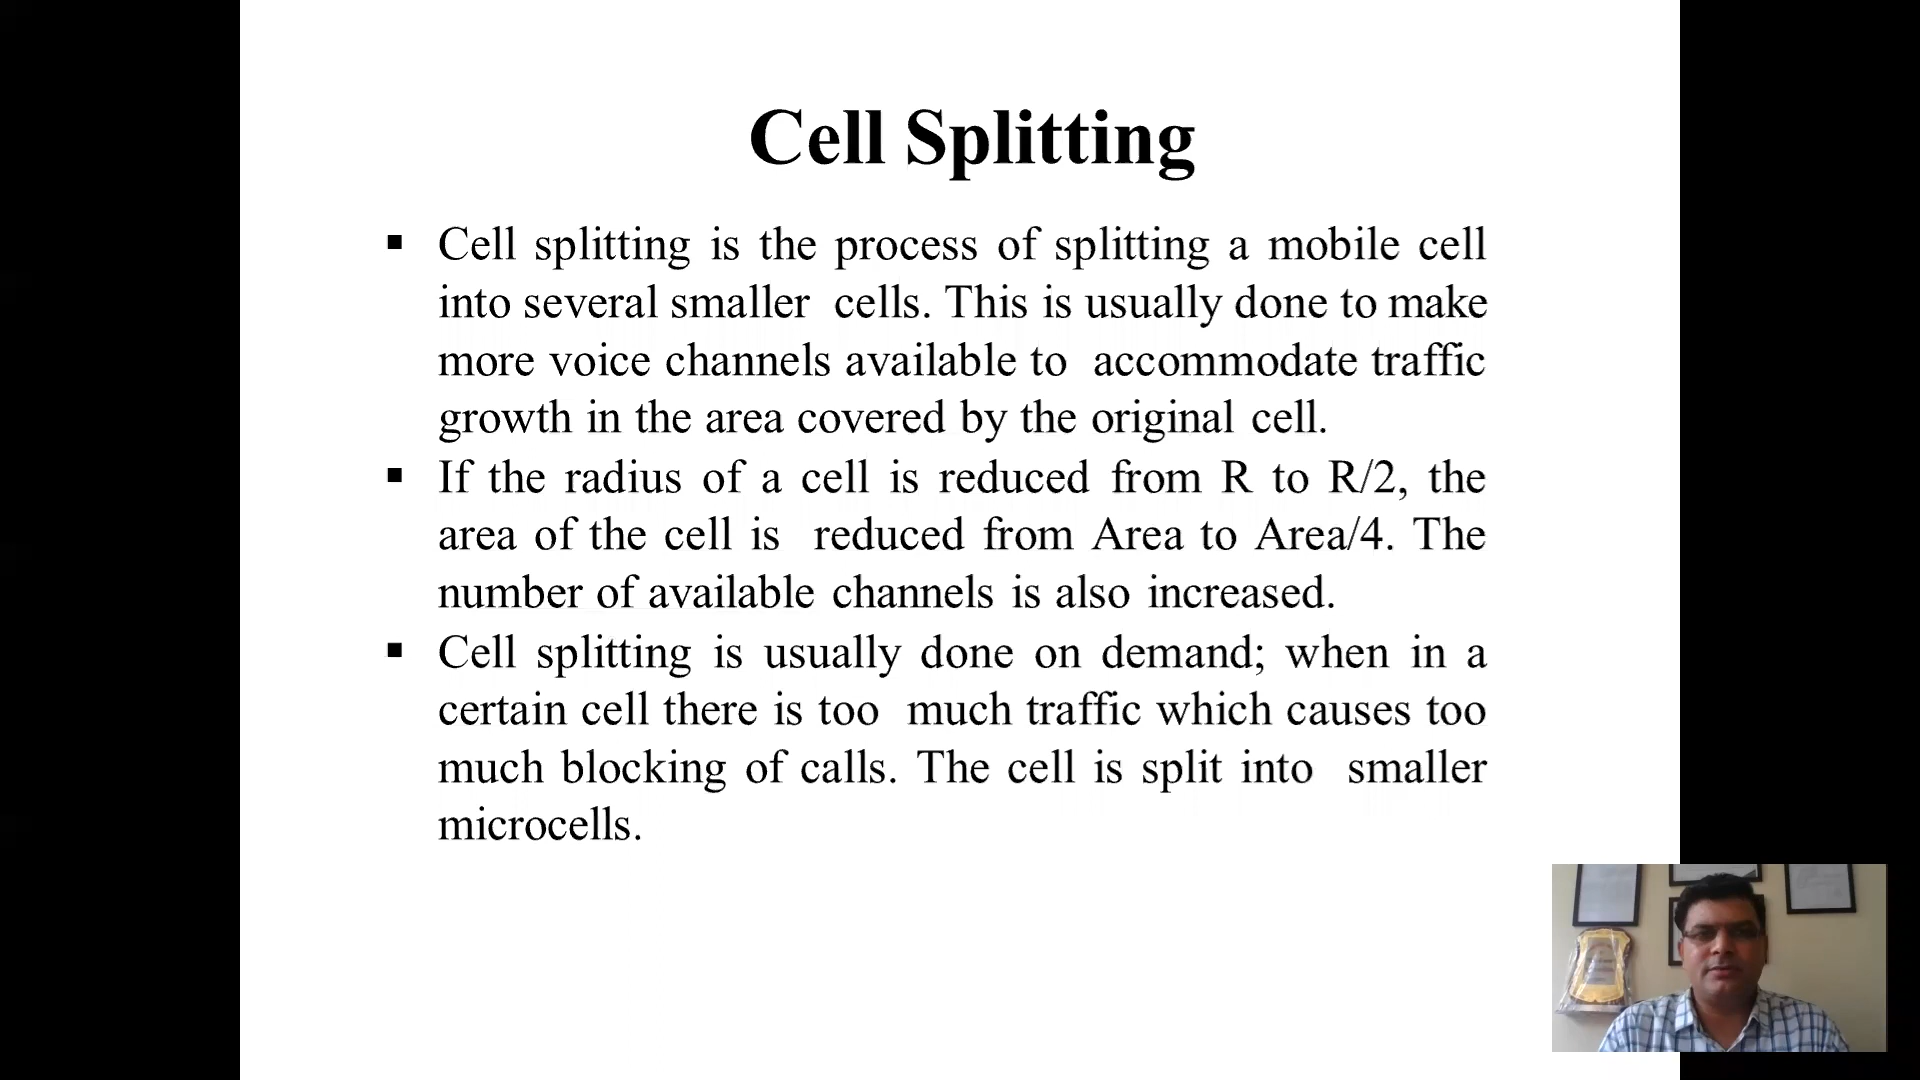 Cell Splitting
▪ Cell splitting is the process of splitting a mobile cell
into several smaller cells. This is usually done to make
more voice channels available to accommodate traffic
growth in the area covered by the original cell.
▪ If the radius of a cell is reduced from R to R/2, the
area of the cell is reduced from Area to Area/4. The
number of available channels is also increased.
▪ Cell splitting is usually done on demand; when in a
certain cell there is too much traffic which causes too
much blocking of calls. The cell is split into smaller
microcells.